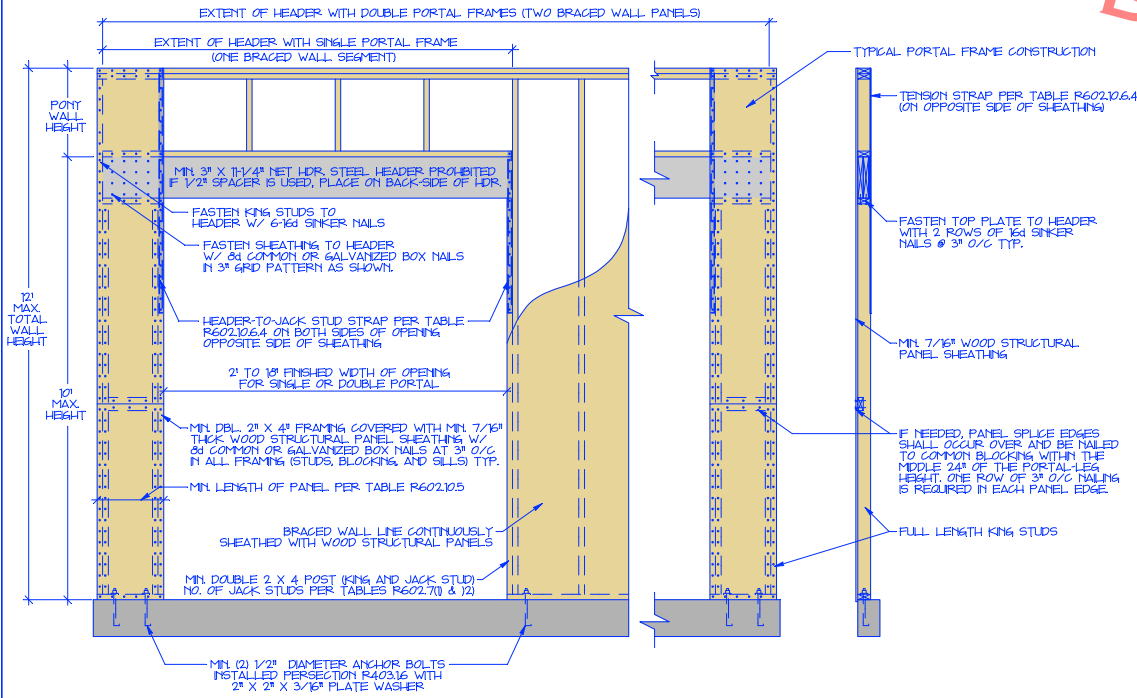 EXTENT OF HEADER WITH DOUBLE PORTAL FRAMES (TWO BRACED WALL PANELS)
EXTENT OF HEADER WITH SINGLE PORTAL FRAME
(ONE BRACED WALL SEGMENT)
TYPICAL PORTAL FRAME CONSTRUCTION
PONY
WALL
HEIGHT
TENSION STRAP PER TABLE R602.10.6.4
(ON OPPOSITE SIDE OF SHEATHING)
MIN. 3" X 11-1/4" NET HDR. STEEL HEADER PROHIBITED
IF 1/2" SPACER IS USED, PLACE ON BACK-SIDE OF HDR.
FASTEN KING STUDS TO
HEADER W/ 6-16d SINKER NAILS
FASTEN TOP PLATE TO HEADER
WITH 2 ROWS OF 16d SINKER
NAILS @ 3" O/C TYP.
FASTEN SHEATHING TO HEADER
W/ 8d COMMON OR GALVANIZED BOX NAILS
IN 3" GRID PATTERN AS SHOWN.
12'
MAX.
TOTAL
WALL
HEIGHT
HEADER-TO-JACK STUD STRAP PER TABLE
R602.10.6.4 ON BOTH SIDES OF OPENING
OPPOSITE SIDE OF SHEATHING
MIN. 7/16" WOOD STRUCTURAL
PANEL SHEATHING
2' TO 18' FINISHED WIDTH OF OPENING
FOR SINGLE OR DOUBLE PORTAL
10"
MAX.
HEIGHT
MIN. DBL. 2" X 4" FRAMING COVERED WITH MIN. 7/16"
THICK WOOD STRUCTURAL PANEL SHEATHING W/
8d COMMON OR GALVANIZED BOX NAILS AT 3" O/C
IN ALL FRAMING (STUDS, BLOCKING, AND SILLS) TYP.
IF NEEDED, PANEL SPLICE EDGES
SHALL OCCUR OVER AND BE NAILED
TO COMMON BLOCKING WITHIN THE
MIDDLE 24" OF THE PORTAL-LEG
HEIGHT. ONE ROW OF 3" O/C NAILING
IS REQUIRED IN EACH PANEL EDGE.
MIN. LENGTH OF PANEL PER TABLE R602.10.5
BRACED WALL LINE CONTINUOUSLY
SHEATHED WITH WOOD STRUCTURAL PANELS
FULL LENGTH KING STUDS
MIN. DOUBLE 2 X 4 POST (KING AND JACK STUD)
NO. OF JACK STUDS PER TABLES R602.7(1) & )2)
MIN. (2) 1/2" DIAMETER ANCHOR BOLTS
INSTALLED PERSECTION R403.1.6 WITH
2" X 2" X 3/16" PLATE WASHER